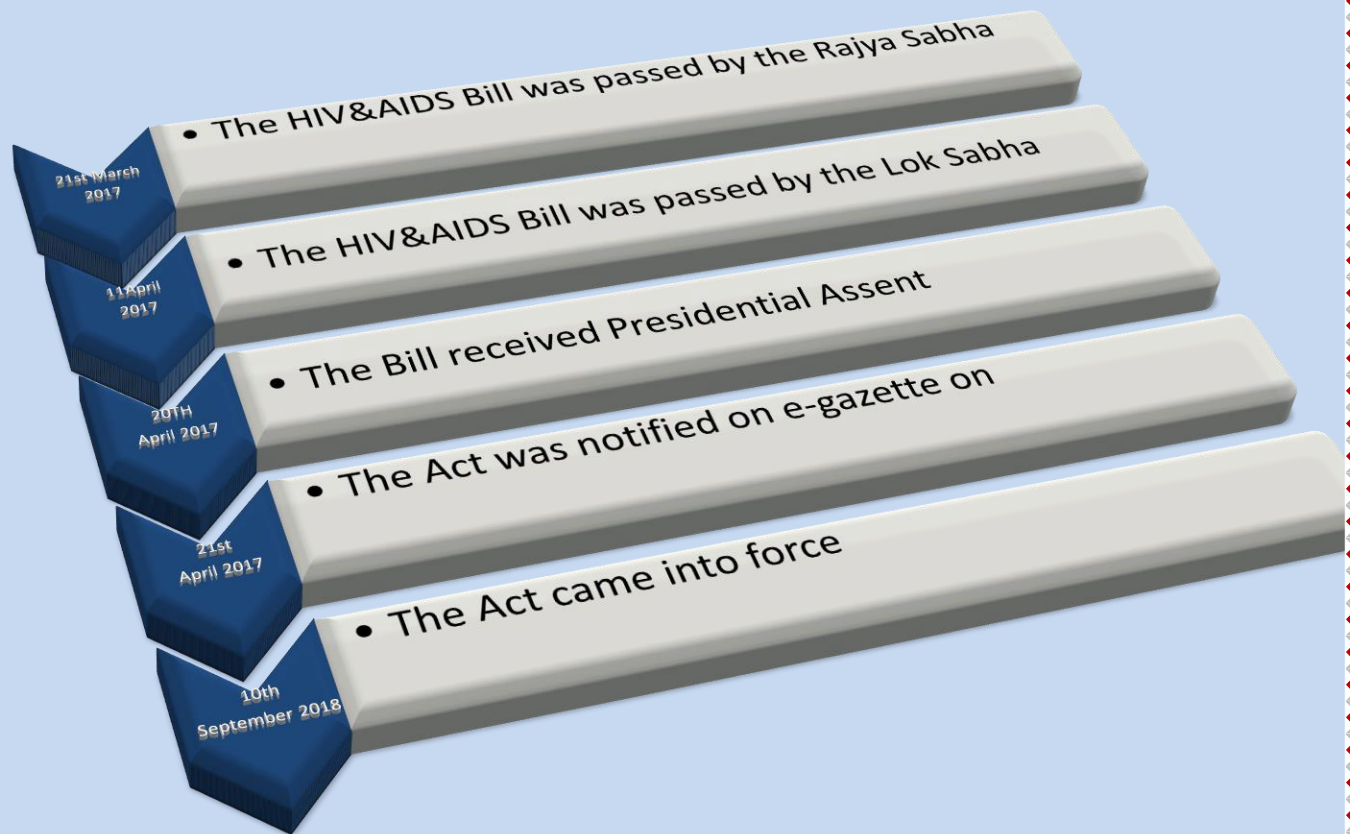 21st March
2017
• The HIV&AIDS Bill was passed by the Rajya Sabha
11April
2017
• The HIV&AIDS Bill was passed by the Lok Sabha
20TH
April 2017
• The Bill received Presidential Assent
21st
April 2017
• The Act was notified on e-gazette on
10th
September 2018
• The Act came into force